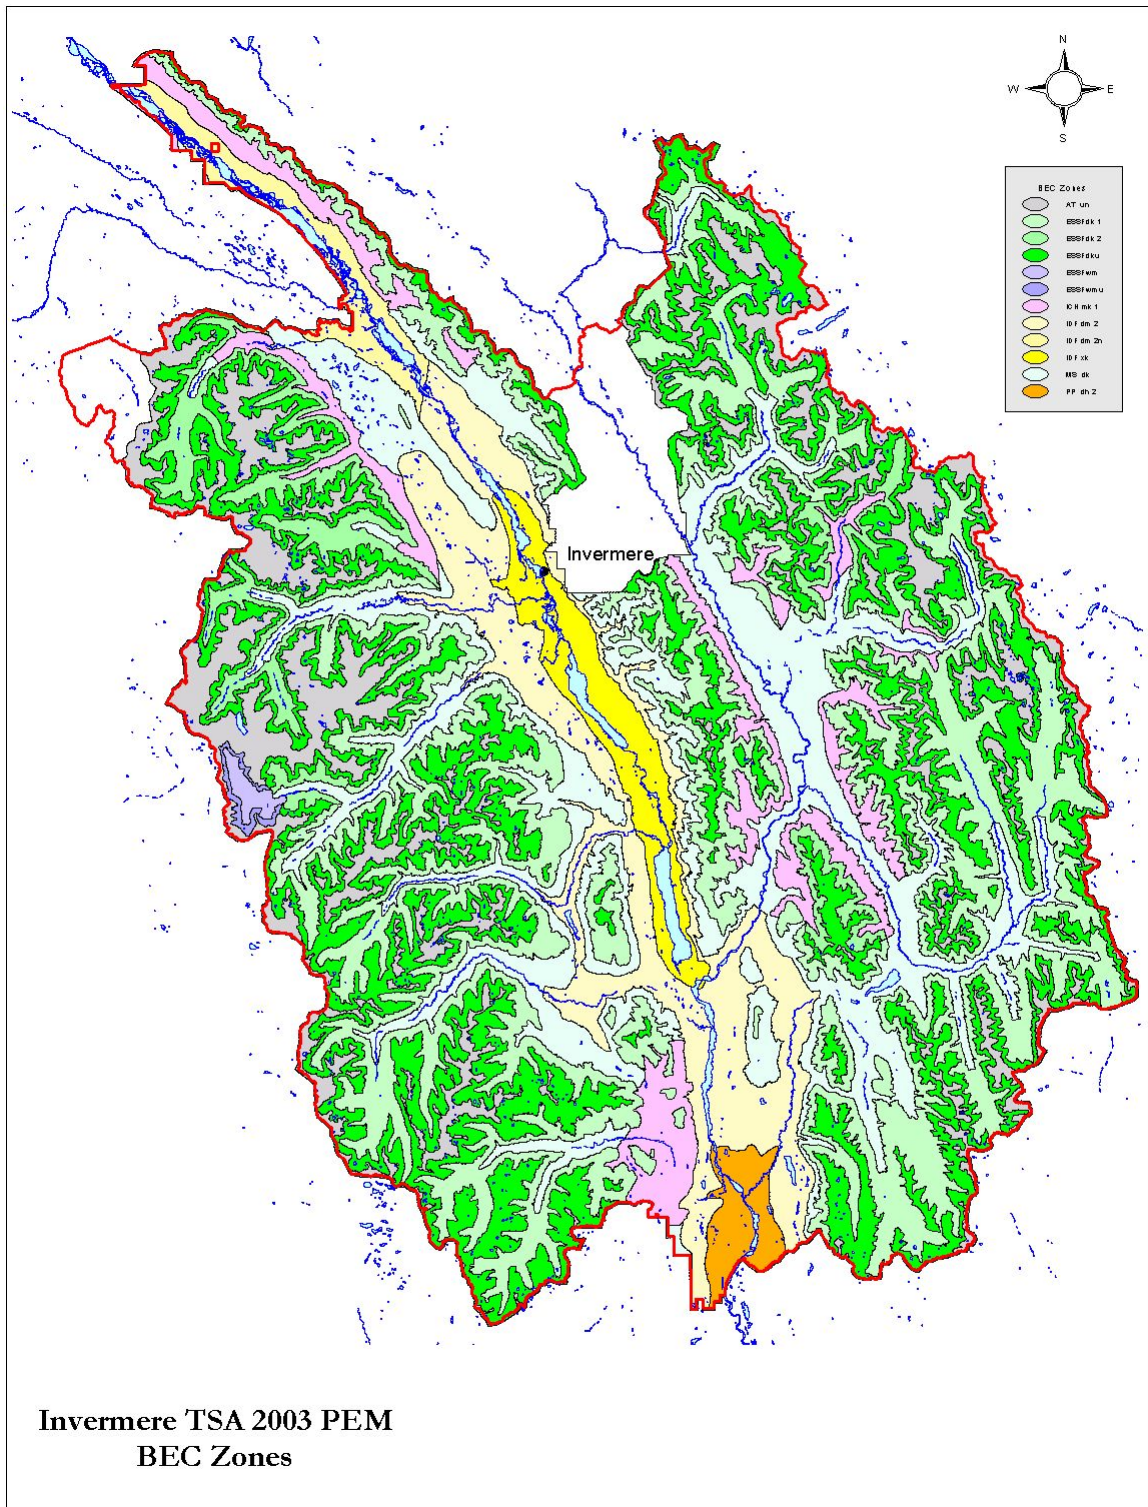 N
W E
S
BEC Zones
AT un
ESSFdk 1
ESSFdk 2
ESSFdku
ESSFwm
ESSFwmu
ICH mk 1
IDF dm 2
IDF dm 2n
IDF xk
MS dk
PP dh 2
Invermere
Invermere TSA 2003 PEM
BEC Zones